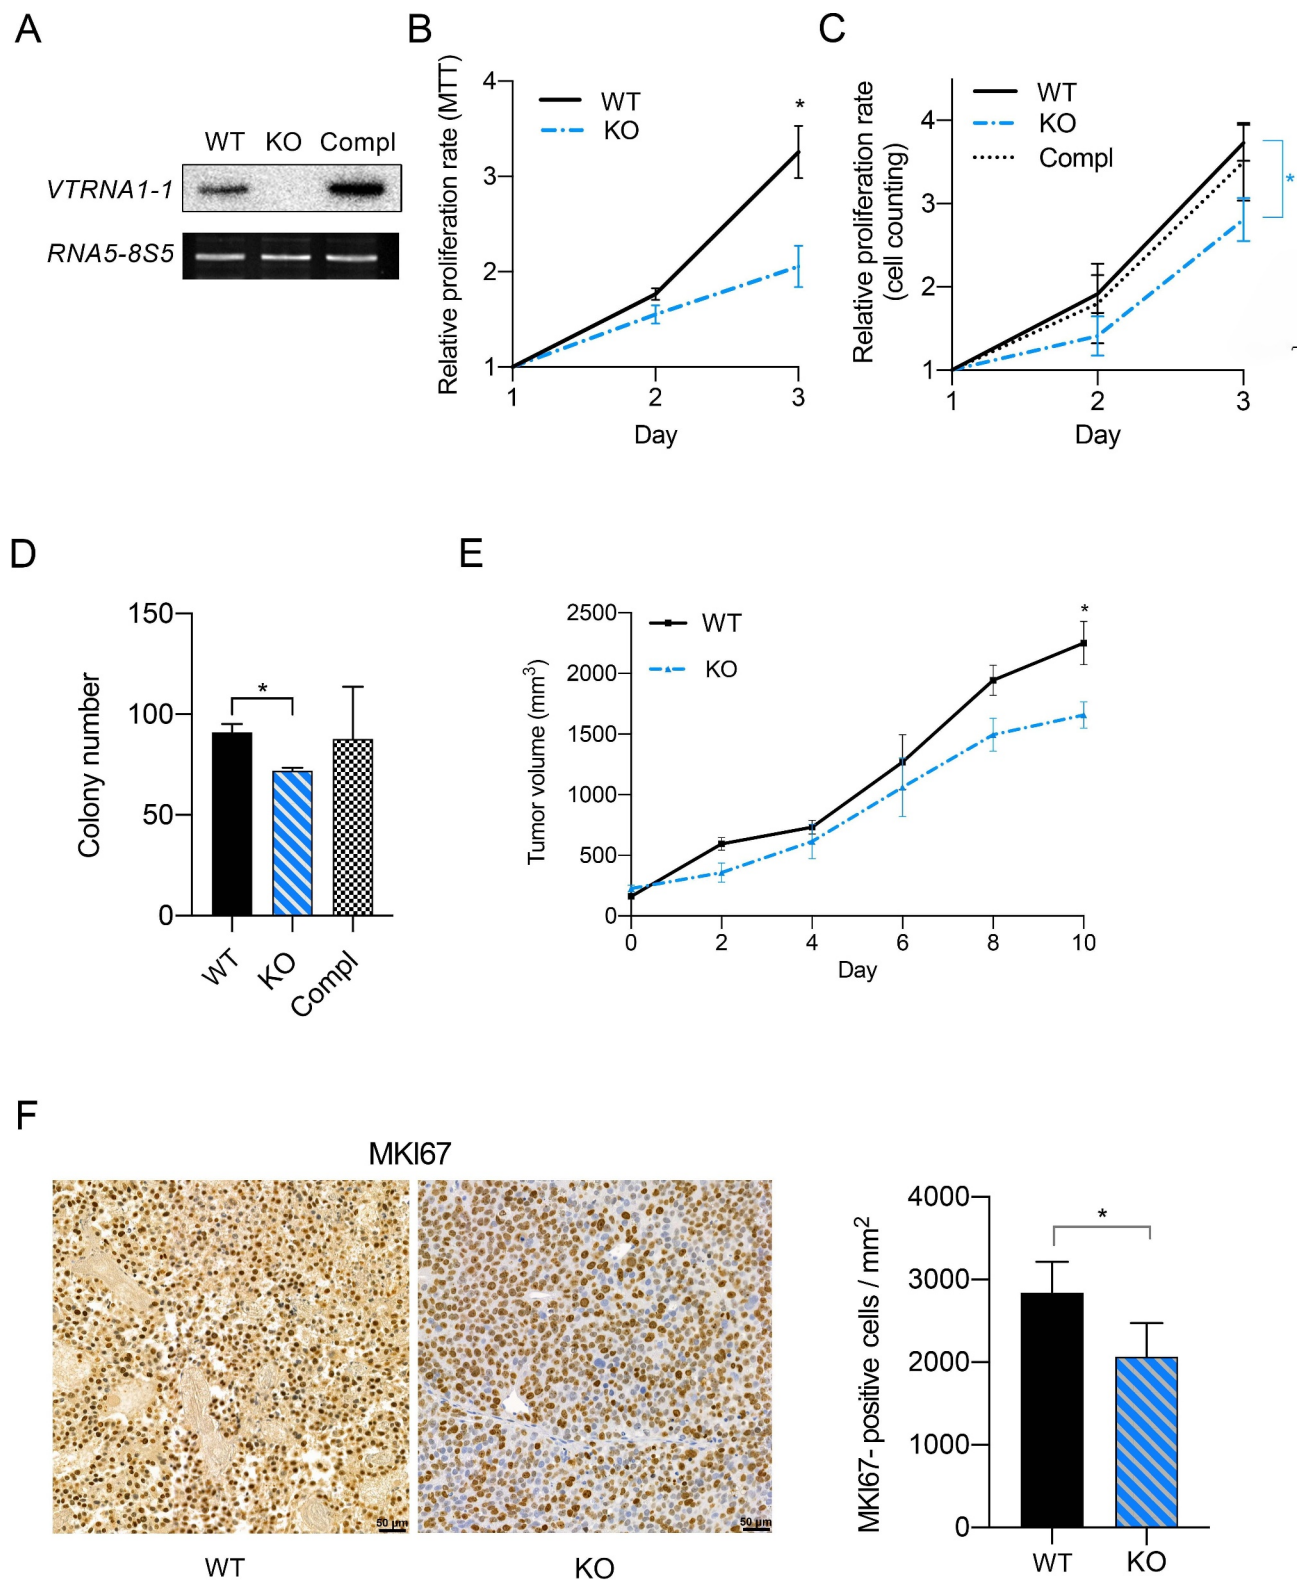 A
WT KO Compl
VTRNA1-1
RNA5-8S5
B
Relative proliferation rate (MTT)
4
3
2
1
WT
KO
*
1 2 3
Day
C
Relative proliferation rate
(cell counting)
4
3
2
1
WT
KO
Compl
*
1 2 3
Day
D
Colony number
150
100
50
0
*
WT KO Compl
E
Tumor volume (mm³)
2500
2000
1500
1000
500
0
WT
KO
*
0 2 4 6 8 10
Day
F
MKI67
50 µm
50 µm
WT KO
MKI67- positive cells / mm²
4000
3000
2000
1000
0
*
WT KO